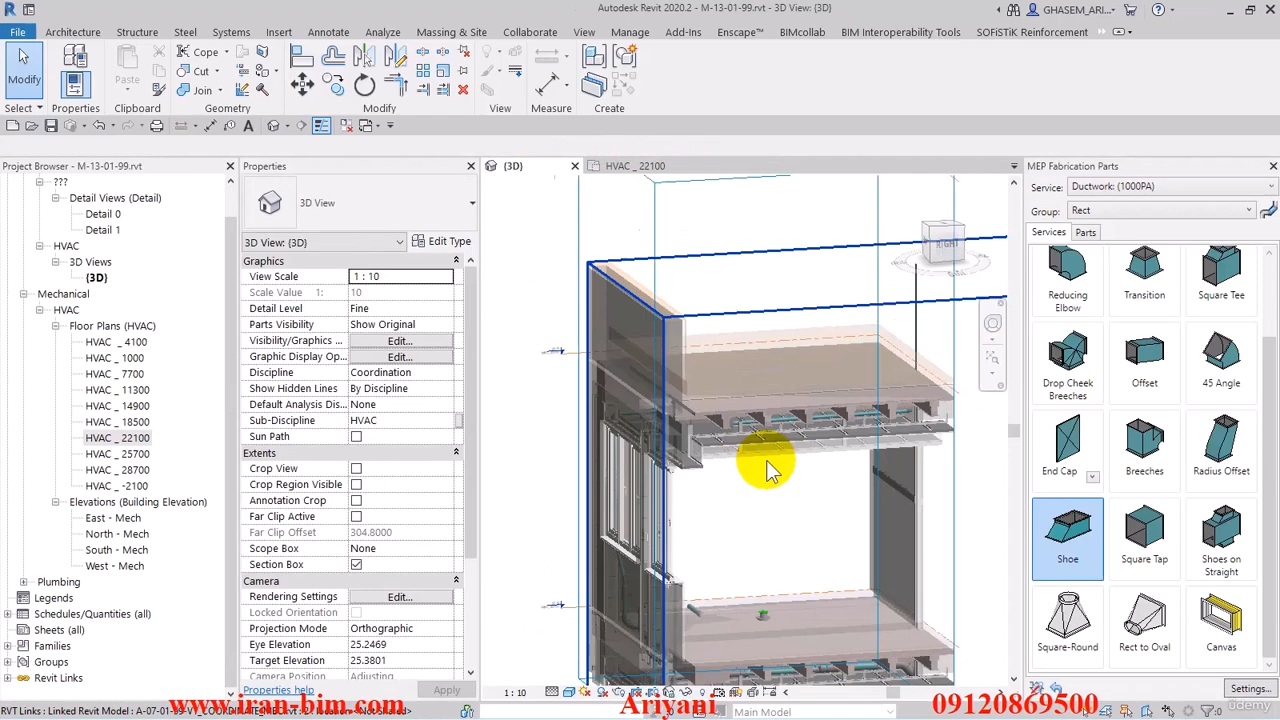 Autodesk Revit 2020.2 - M-13-01-99.rvt - 3D View: {3D}
GHASEM_ARI...
File Architecture Structure Steel Systems Insert Annotate Analyze Massing & Site Collaborate View Manage Add-Ins Enscape™ BIMcollab BIM Interoperability Tools SOFiSTiK Reinforcement
Modify
Properties
Paste
Cope
Cut
Join
Select
Properties
Clipboard
Geometry
Modify
View
Measure
Create
Project Browser - M-13-01-99.rvt
???
Detail Views (Detail)
Detail 0
Detail 1
HVAC
3D Views
{3D}
Mechanical
HVAC
Floor Plans (HVAC)
HVAC _ 4100
HVAC _ 1000
HVAC _ 7700
HVAC _ 11300
HVAC _ 14900
HVAC _ 18500
HVAC _ 22100
HVAC _ 25700
HVAC _ 28700
HVAC _ -2100
Elevations (Building Elevation)
East - Mech
North - Mech
South - Mech
West - Mech
Plumbing
Legends
Schedules/Quantities (all)
Sheets (all)
Families
Groups
Revit Links
Properties
3D View
3D View: {3D}
Edit Type
Graphics
View Scale 1 : 10
Scale Value 1: 10
Detail Level Fine
Parts Visibility Show Original
Visibility/Graphics ... Edit...
Graphic Display Op... Edit...
Discipline Coordination
Show Hidden Lines By Discipline
Default Analysis Dis... None
Sub-Discipline HVAC
Sun Path
Extents
Crop View
Crop Region Visible
Annotation Crop
Far Clip Active
Far Clip Offset 304.8000
Scope Box None
Section Box
Camera
Rendering Settings Edit...
Locked Orientation
Projection Mode Orthographic
Eye Elevation 25.2469
Target Elevation 25.3801
Camera Position Adjusting
Properties help
Apply
{3D}
HVAC _ 22100
RIGHT
1 : 10
MEP Fabrication Parts
Service: Ductwork: (1000PA)
Group: Rect
Services Parts
Reducing Elbow
Transition
Square Tee
Drop Cheek Breeches
Offset
45 Angle
End Cap
Breeches
Radius Offset
Shoe
Square Tap
Shoes on Straight
Square-Round
Rect to Oval
Canvas
Settings...
www.iran-bim.com
Ariyani
09120869500
Main Model
:0
udemy